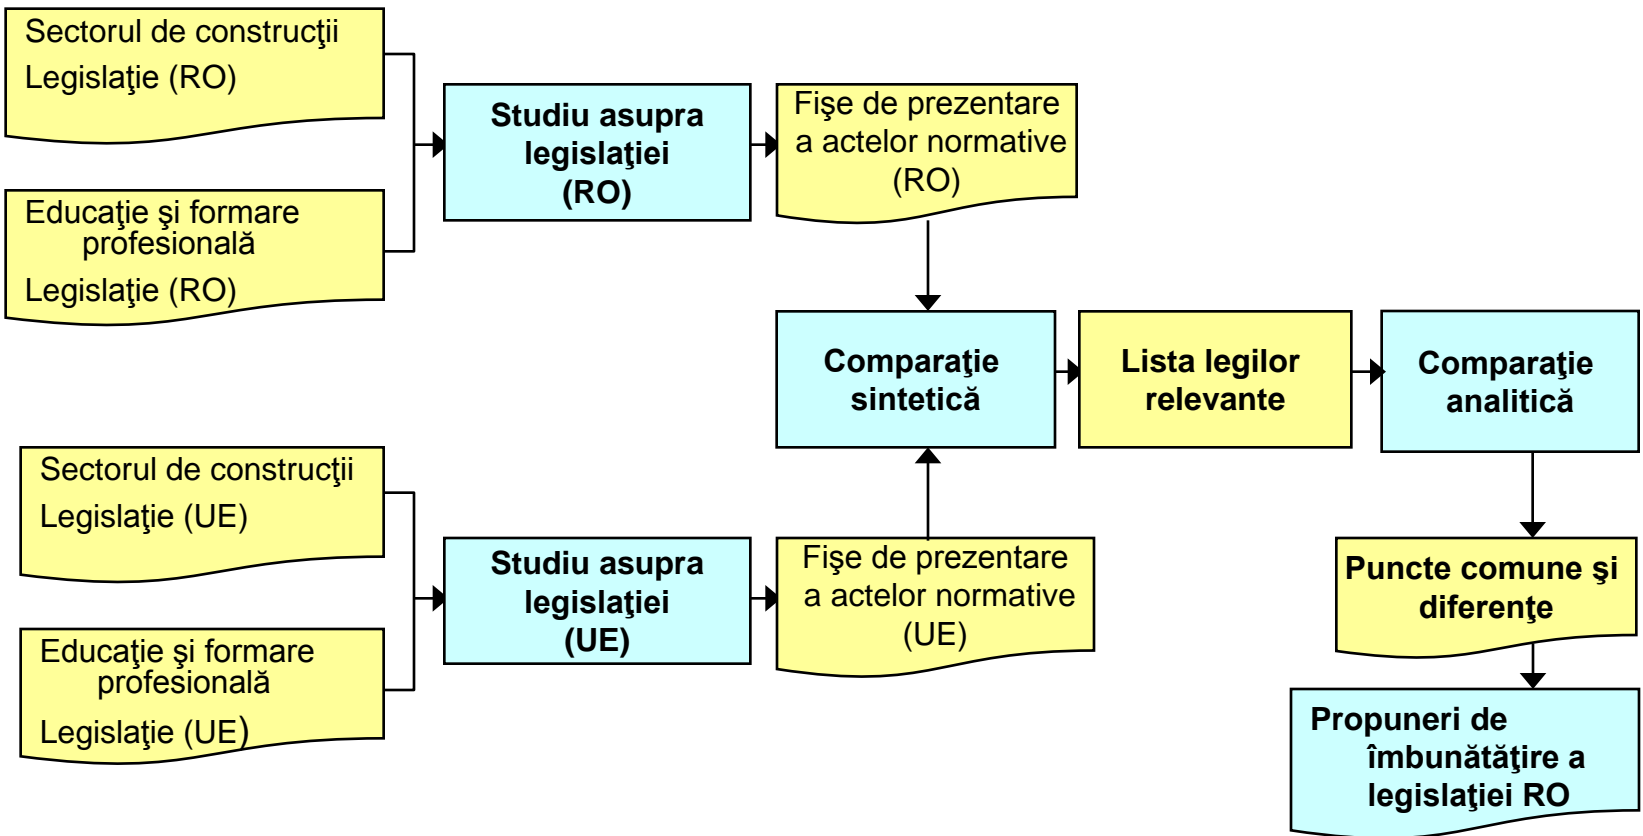 Sectorul de construcţii
Legislaţie (RO)
Educaţie şi formare
profesională
Legislaţie (RO)
Studiu asupra
legislaţiei
(RO)
Fişe de prezentare
a actelor normative
(RO)
Comparaţie
sintetică
Lista legilor
relevante
Comparaţie
analitică
Sectorul de construcţii
Legislaţie (UE)
Educaţie şi formare
profesională
Legislaţie (UE)
Studiu asupra
legislaţiei
(UE)
Fişe de prezentare
a actelor normative
(UE)
Puncte comune şi
diferenţe
Propuneri de
îmbunătăţire a
legislaţiei RO